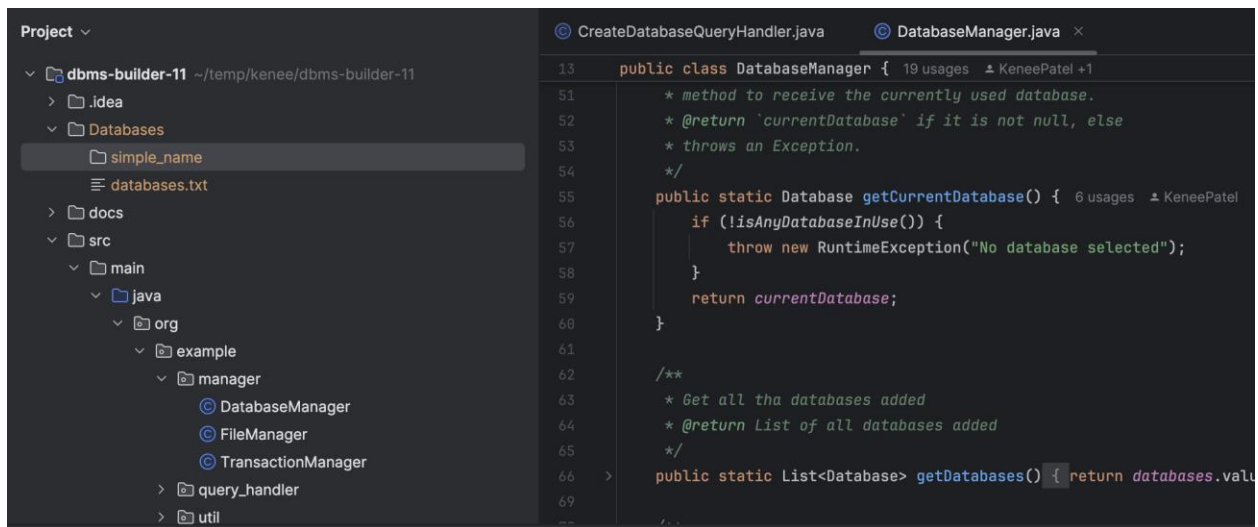 Project
dbms-builder-11 ~/temp/kenee/dbms-builder-11
.idea
Databases
simple_name
databases.txt
docs
src
main
java
org
example
manager
DatabaseManager
FileManager
TransactionManager
query_handler
util
CreateDatabaseQueryHandler.java DatabaseManager.java
13 public class DatabaseManager { 19 usages KeneePatel +1
51 * method to receive the currently used database.
52 * @return `currentDatabase` if it is not null, else
53 * throws an Exception.
54 */
55 public static Database getCurrentDatabase() { 6 usages KeneePatel
56 if (!isAnyDatabaseInUse()) {
57 throw new RuntimeException("No database selected");
58 }
59 return currentDatabase;
60 }
61
62 /**
63 * Get all tha databases added
64 * @return List of all databases added
65 */
66 public static List<Database> getDatabases() { return databases.valu
69